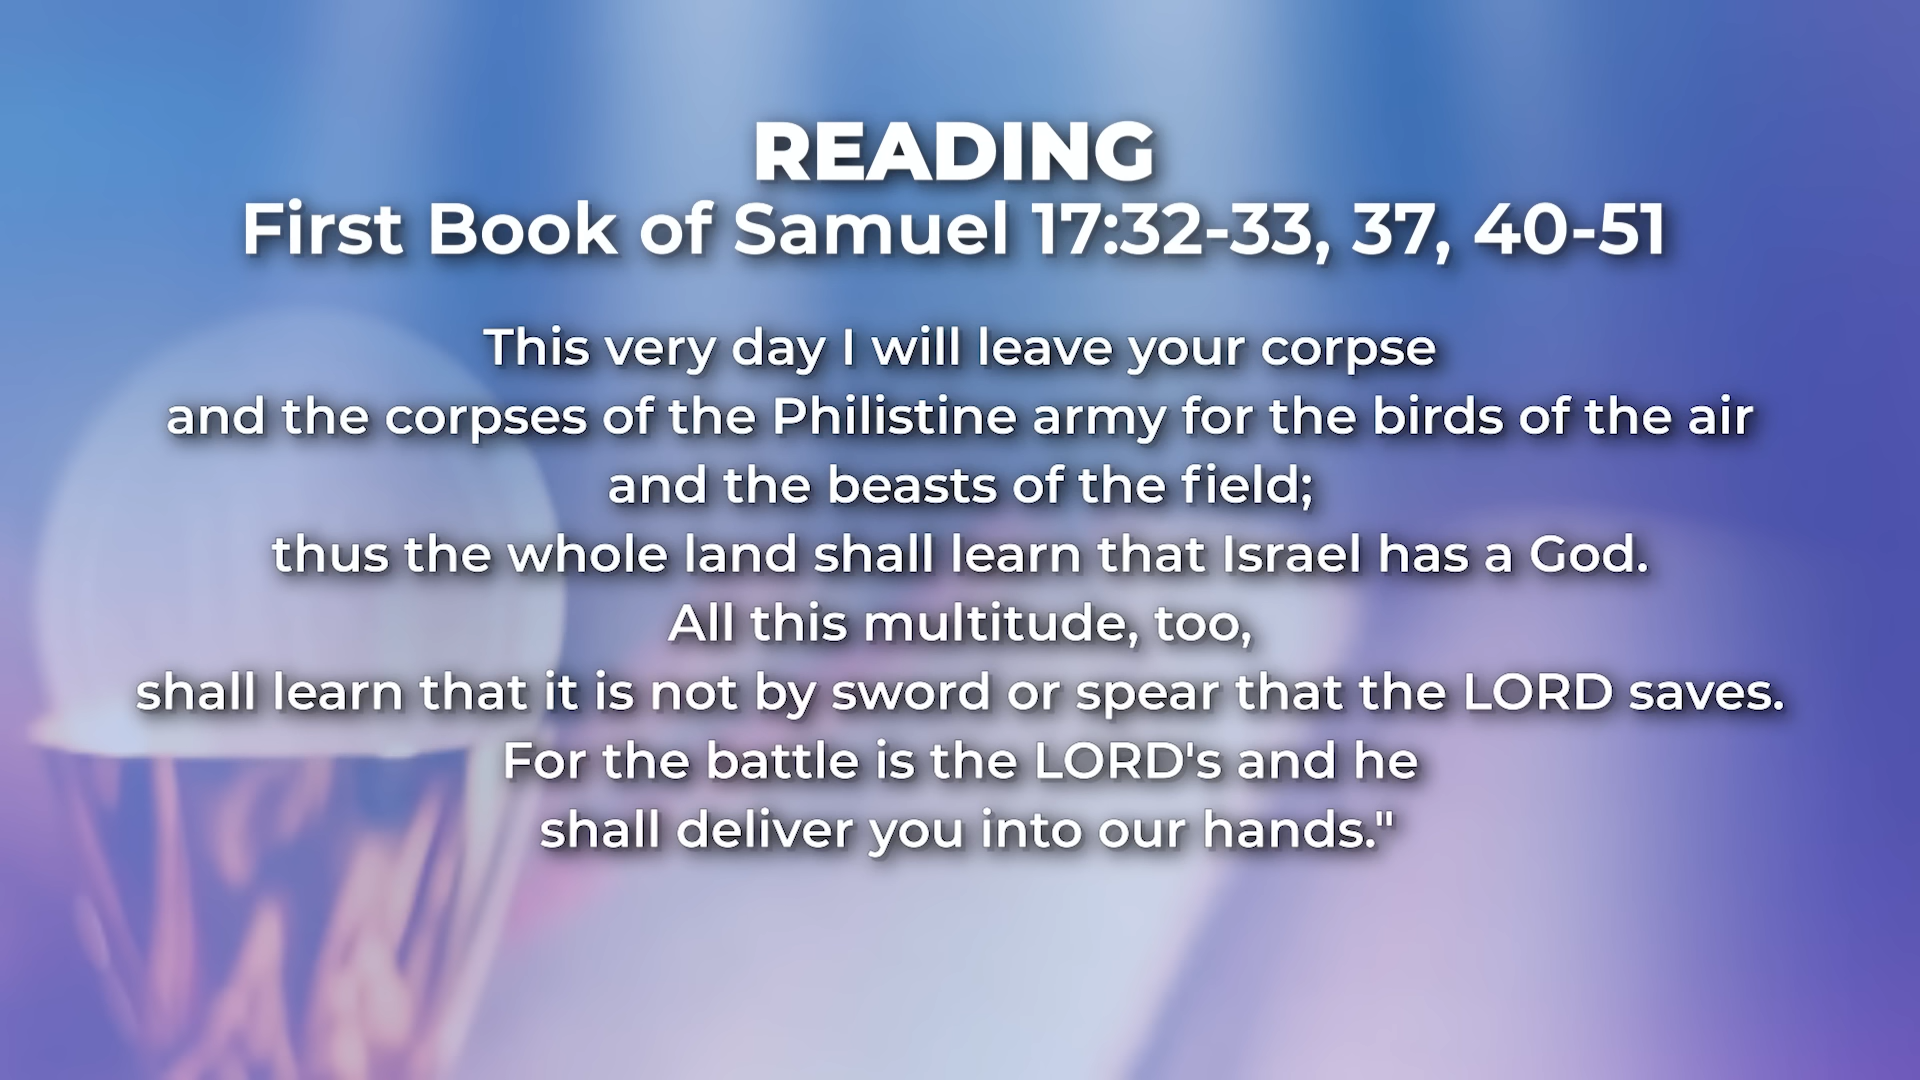 READING
First Book of Samuel 17:32-33, 37, 40-51
This very day I will leave your corpse
and the corpses of the Philistine army for the birds of the air
and the beasts of the field;
thus the whole land shall learn that Israel has a God.
All this multitude, too,
shall learn that it is not by sword or spear that the LORD saves.
For the battle is the LORD's and he
shall deliver you into our hands."